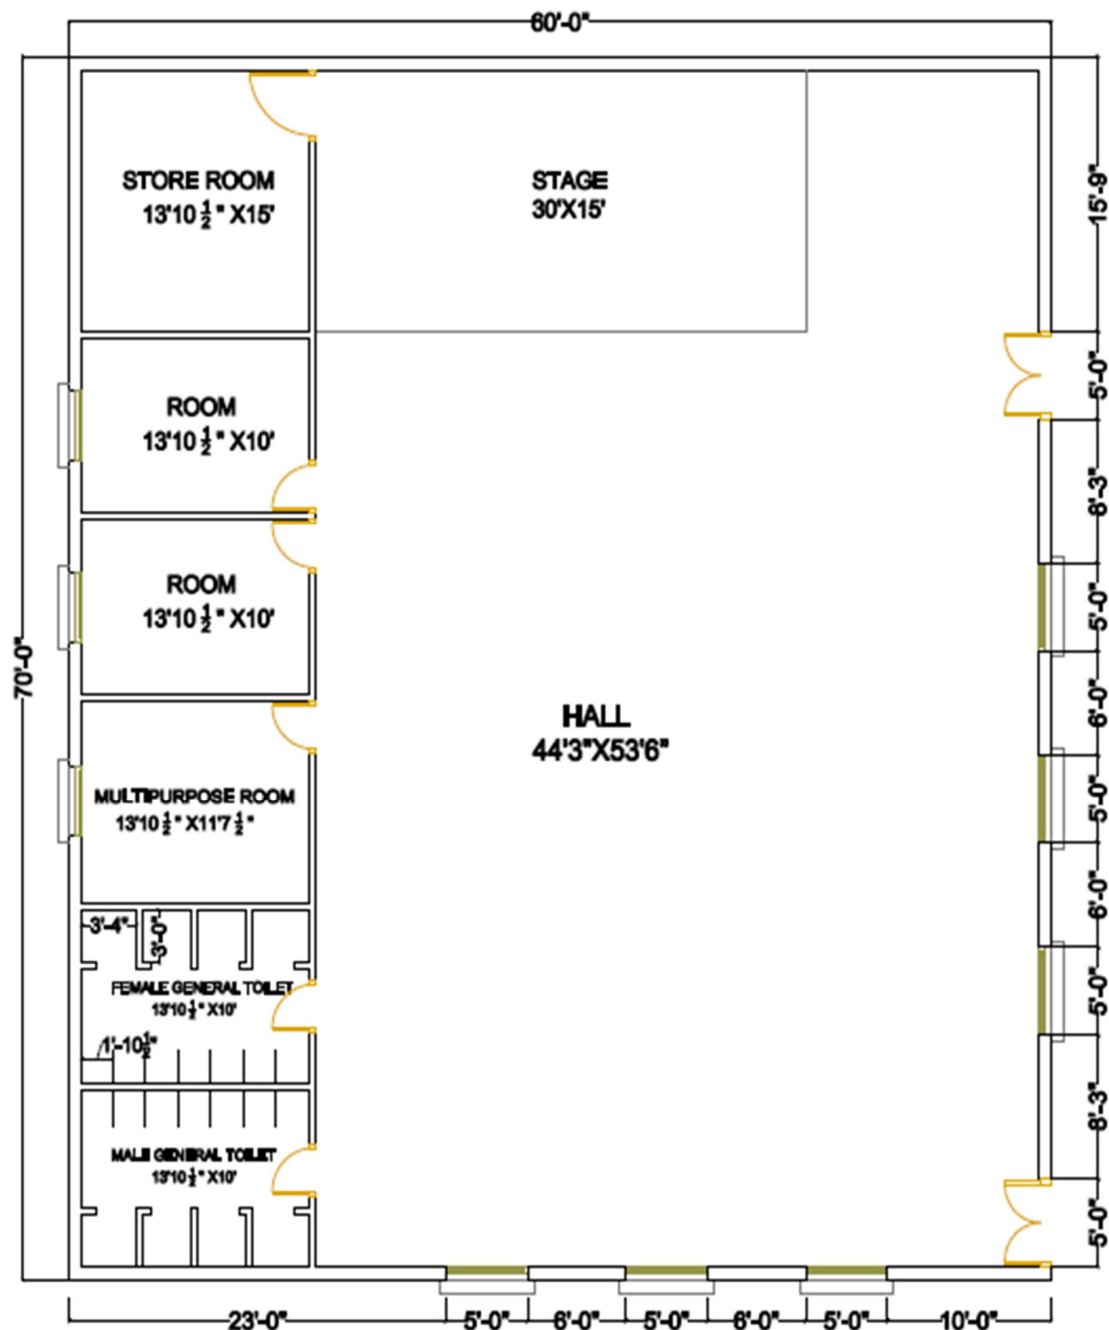 60'-0"
STORE ROOM
13'10 1/2" X15'
STAGE
30'X15'
15'-9"
5'-0"
ROOM
13'10 1/2" X10'
8'-3"
ROOM
13'10 1/2" X10'
5'-0"
70'-0"
6'-0"
HALL
44'3"X53'6"
MULTIPURPOSE ROOM
13'10 1/2" X11'7 1/2"
5'-0"
6'-0"
3'-4"
3'-0"
FEMALE GENERAL TOILET
13'10 1/2" X10'
5'-0"
1'-10 1/2"
8'-3"
MALE GENERAL TOILET
13'10 1/2" X10'
5'-0"
23'-0" 5'-0" 6'-0" 5'-0" 6'-0" 5'-0" 10'-0"